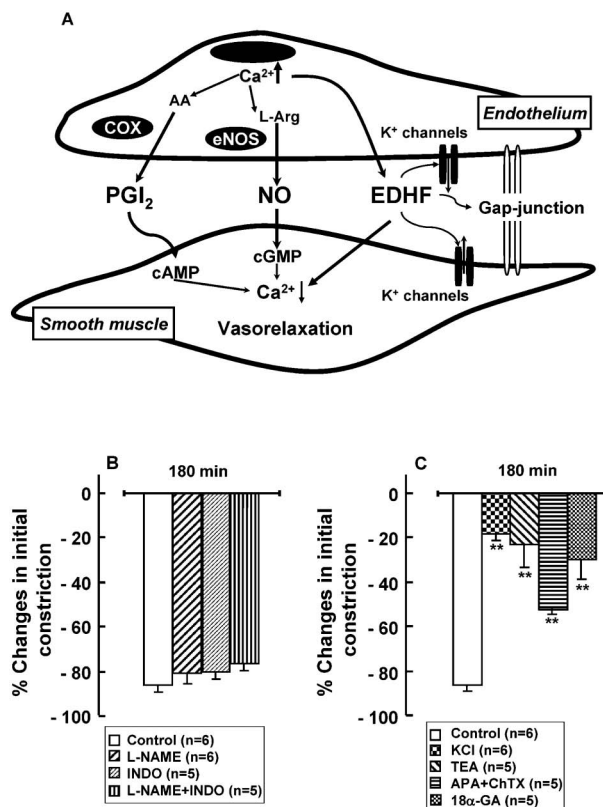 A
Ca²⁺
AA
L-Arg
COX
eNOS
Endothelium
K⁺ channels
PGI₂
NO
EDHF
Gap-junction
cAMP
cGMP
Ca²⁺
K⁺ channels
Smooth muscle
Vasorelaxation
B
180 min
% Changes in initial
constriction
0
- 20
- 40
- 60
- 80
- 100
Control (n=6)
L-NAME (n=6)
INDO (n=5)
L-NAME+INDO (n=5)
C
180 min
% Changes in initial
constriction
0
- 20
- 40
- 60
- 80
- 100
**
**
**
**
Control (n=6)
KCl (n=6)
TEA (n=5)
APA+ChTX (n=5)
18α-GA (n=5)